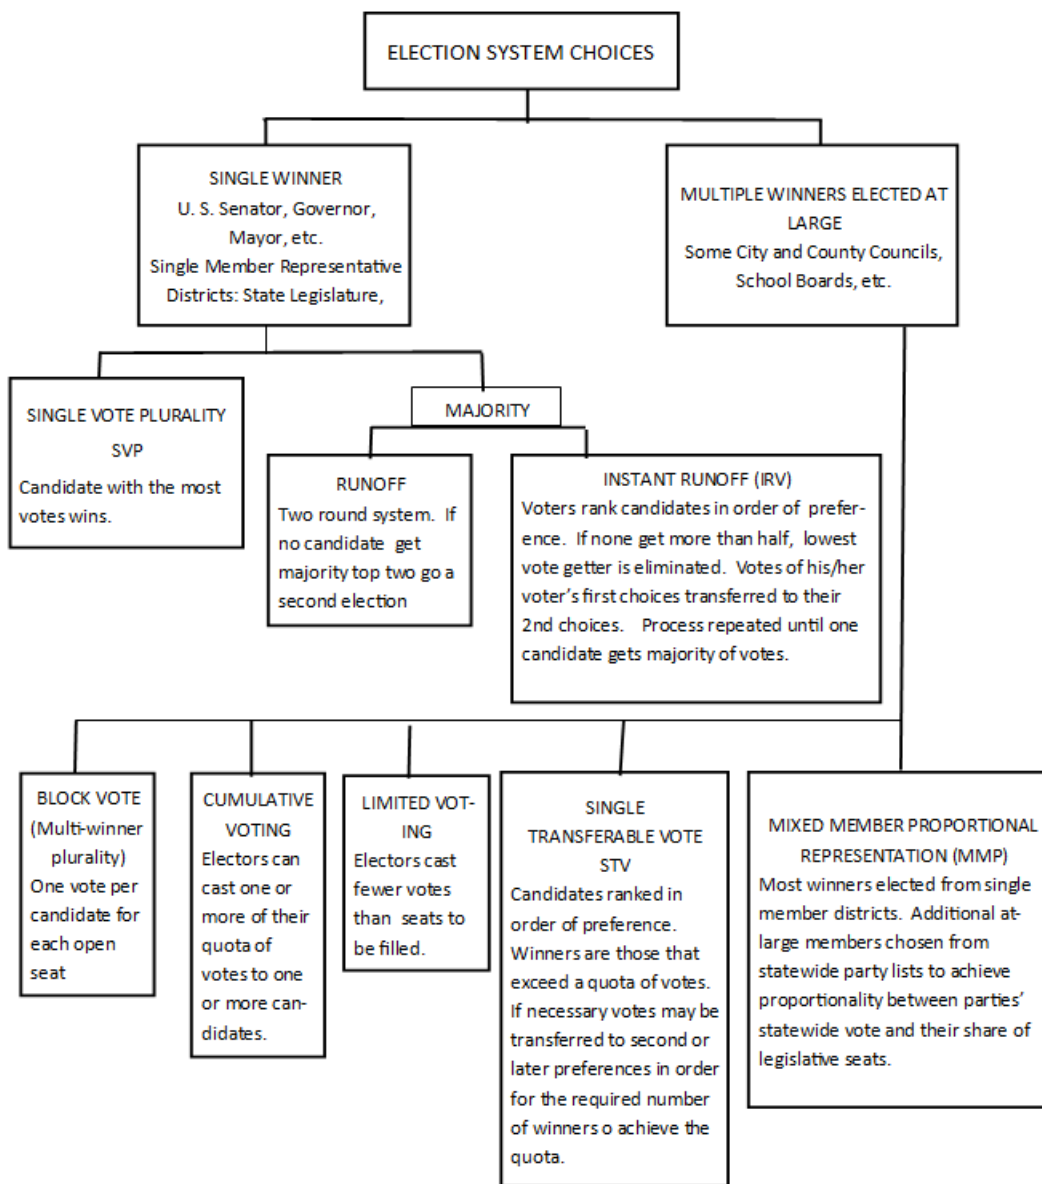 ELECTION SYSTEM CHOICES
SINGLE WINNER
U. S. Senator, Governor,
Mayor, etc.
Single Member Representative
Districts: State Legislature,
MULTIPLE WINNERS ELECTED AT
LARGE
Some City and County Councils,
School Boards, etc.
SINGLE VOTE PLURALITY
SVP
Candidate with the most
votes wins.
MAJORITY
RUNOFF
Two round system. If
no candidate get
majority top two go a
second election
INSTANT RUNOFF (IRV)
Voters rank candidates in order of prefer-
ence. If none get more than half, lowest
vote getter is eliminated. Votes of his/her
voter's first choices transferred to their
2nd choices. Process repeated until one
candidate gets majority of votes.
BLOCK VOTE
(Multi-winner
plurality)
One vote per
candidate for
each open
seat
CUMULATIVE
VOTING
Electors can
cast one or
more of their
quota of
votes to one
or more can-
didates.
LIMITED VOT-
ING
Electors cast
fewer votes
than seats to
be filled.
SINGLE
TRANSFERABLE VOTE
STV
Candidates ranked in
order of preference.
Winners are those that
exceed a quota of votes.
If necessary votes may be
transferred to second or
later preferences in order
for the required number
of winners o achieve the
quota.
MIXED MEMBER PROPORTIONAL
REPRESENTATION (MMP)
Most winners elected from single
member districts. Additional at-
large members chosen from
statewide party lists to achieve
proportionality between parties'
statewide vote and their share of
legislative seats.